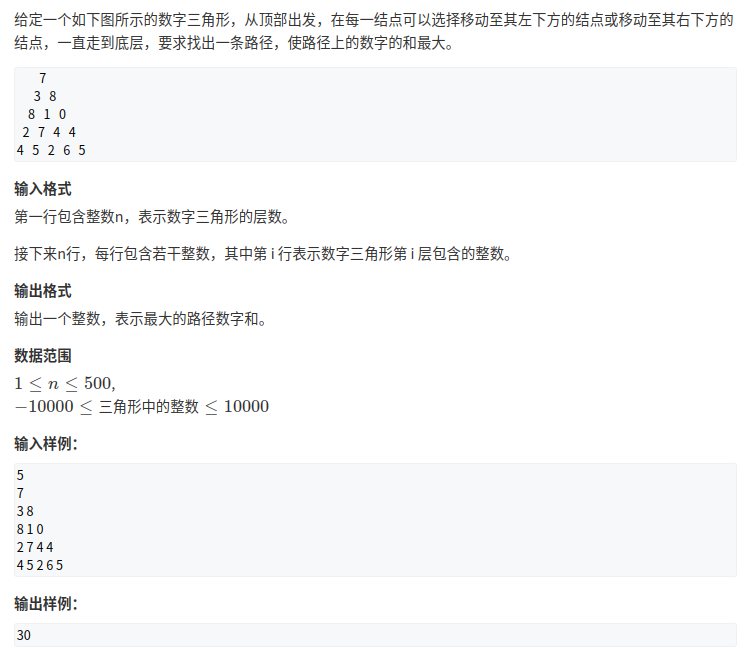 给定一个如下图所示的数字三角形，从顶部出发，在每一结点可以选择移动至其左下方的结点或移动至其右下方的
结点，一直走到底层，要求找出一条路径，使路径上的数字的和最大。
7
3 8
8 1 0
2 7 4 4
4 5 2 6 5
输入格式
第一行包含整数n，表示数字三角形的层数。
接下来n行，每行包含若干整数，其中第 i 行表示数字三角形第 i 层包含的整数。
输出格式
输出一个整数，表示最大的路径数字和。
数据范围
1 ≤ n ≤ 500,
−10000 ≤ 三角形中的整数 ≤ 10000
输入样例：
5
7
3 8
8 1 0
2 7 4 4
4 5 2 6 5
输出样例：
30